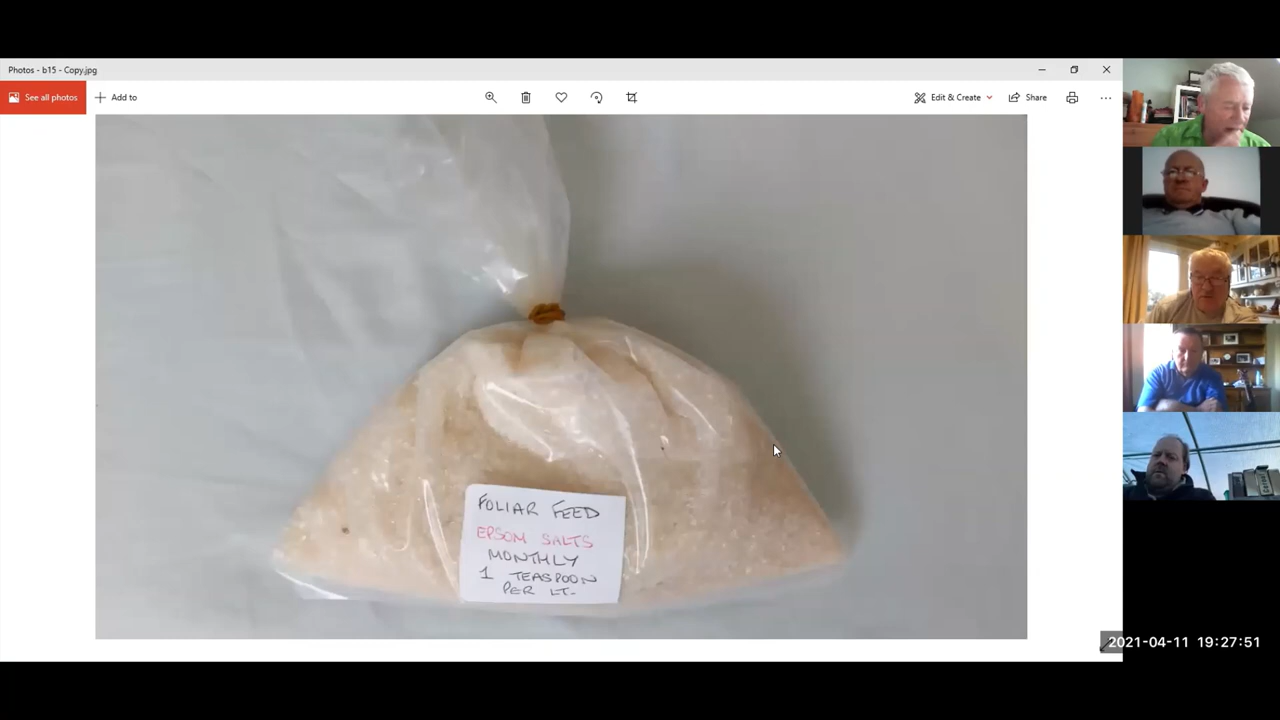 Photos - b15 - Copy.jpg
See all photos
Add to
Edit & Create
Share
FOLIAR FEED
EPSOM SALTS
MONTHLY
1 TEASPOON
PER LT.
2021-04-11 19:27:51